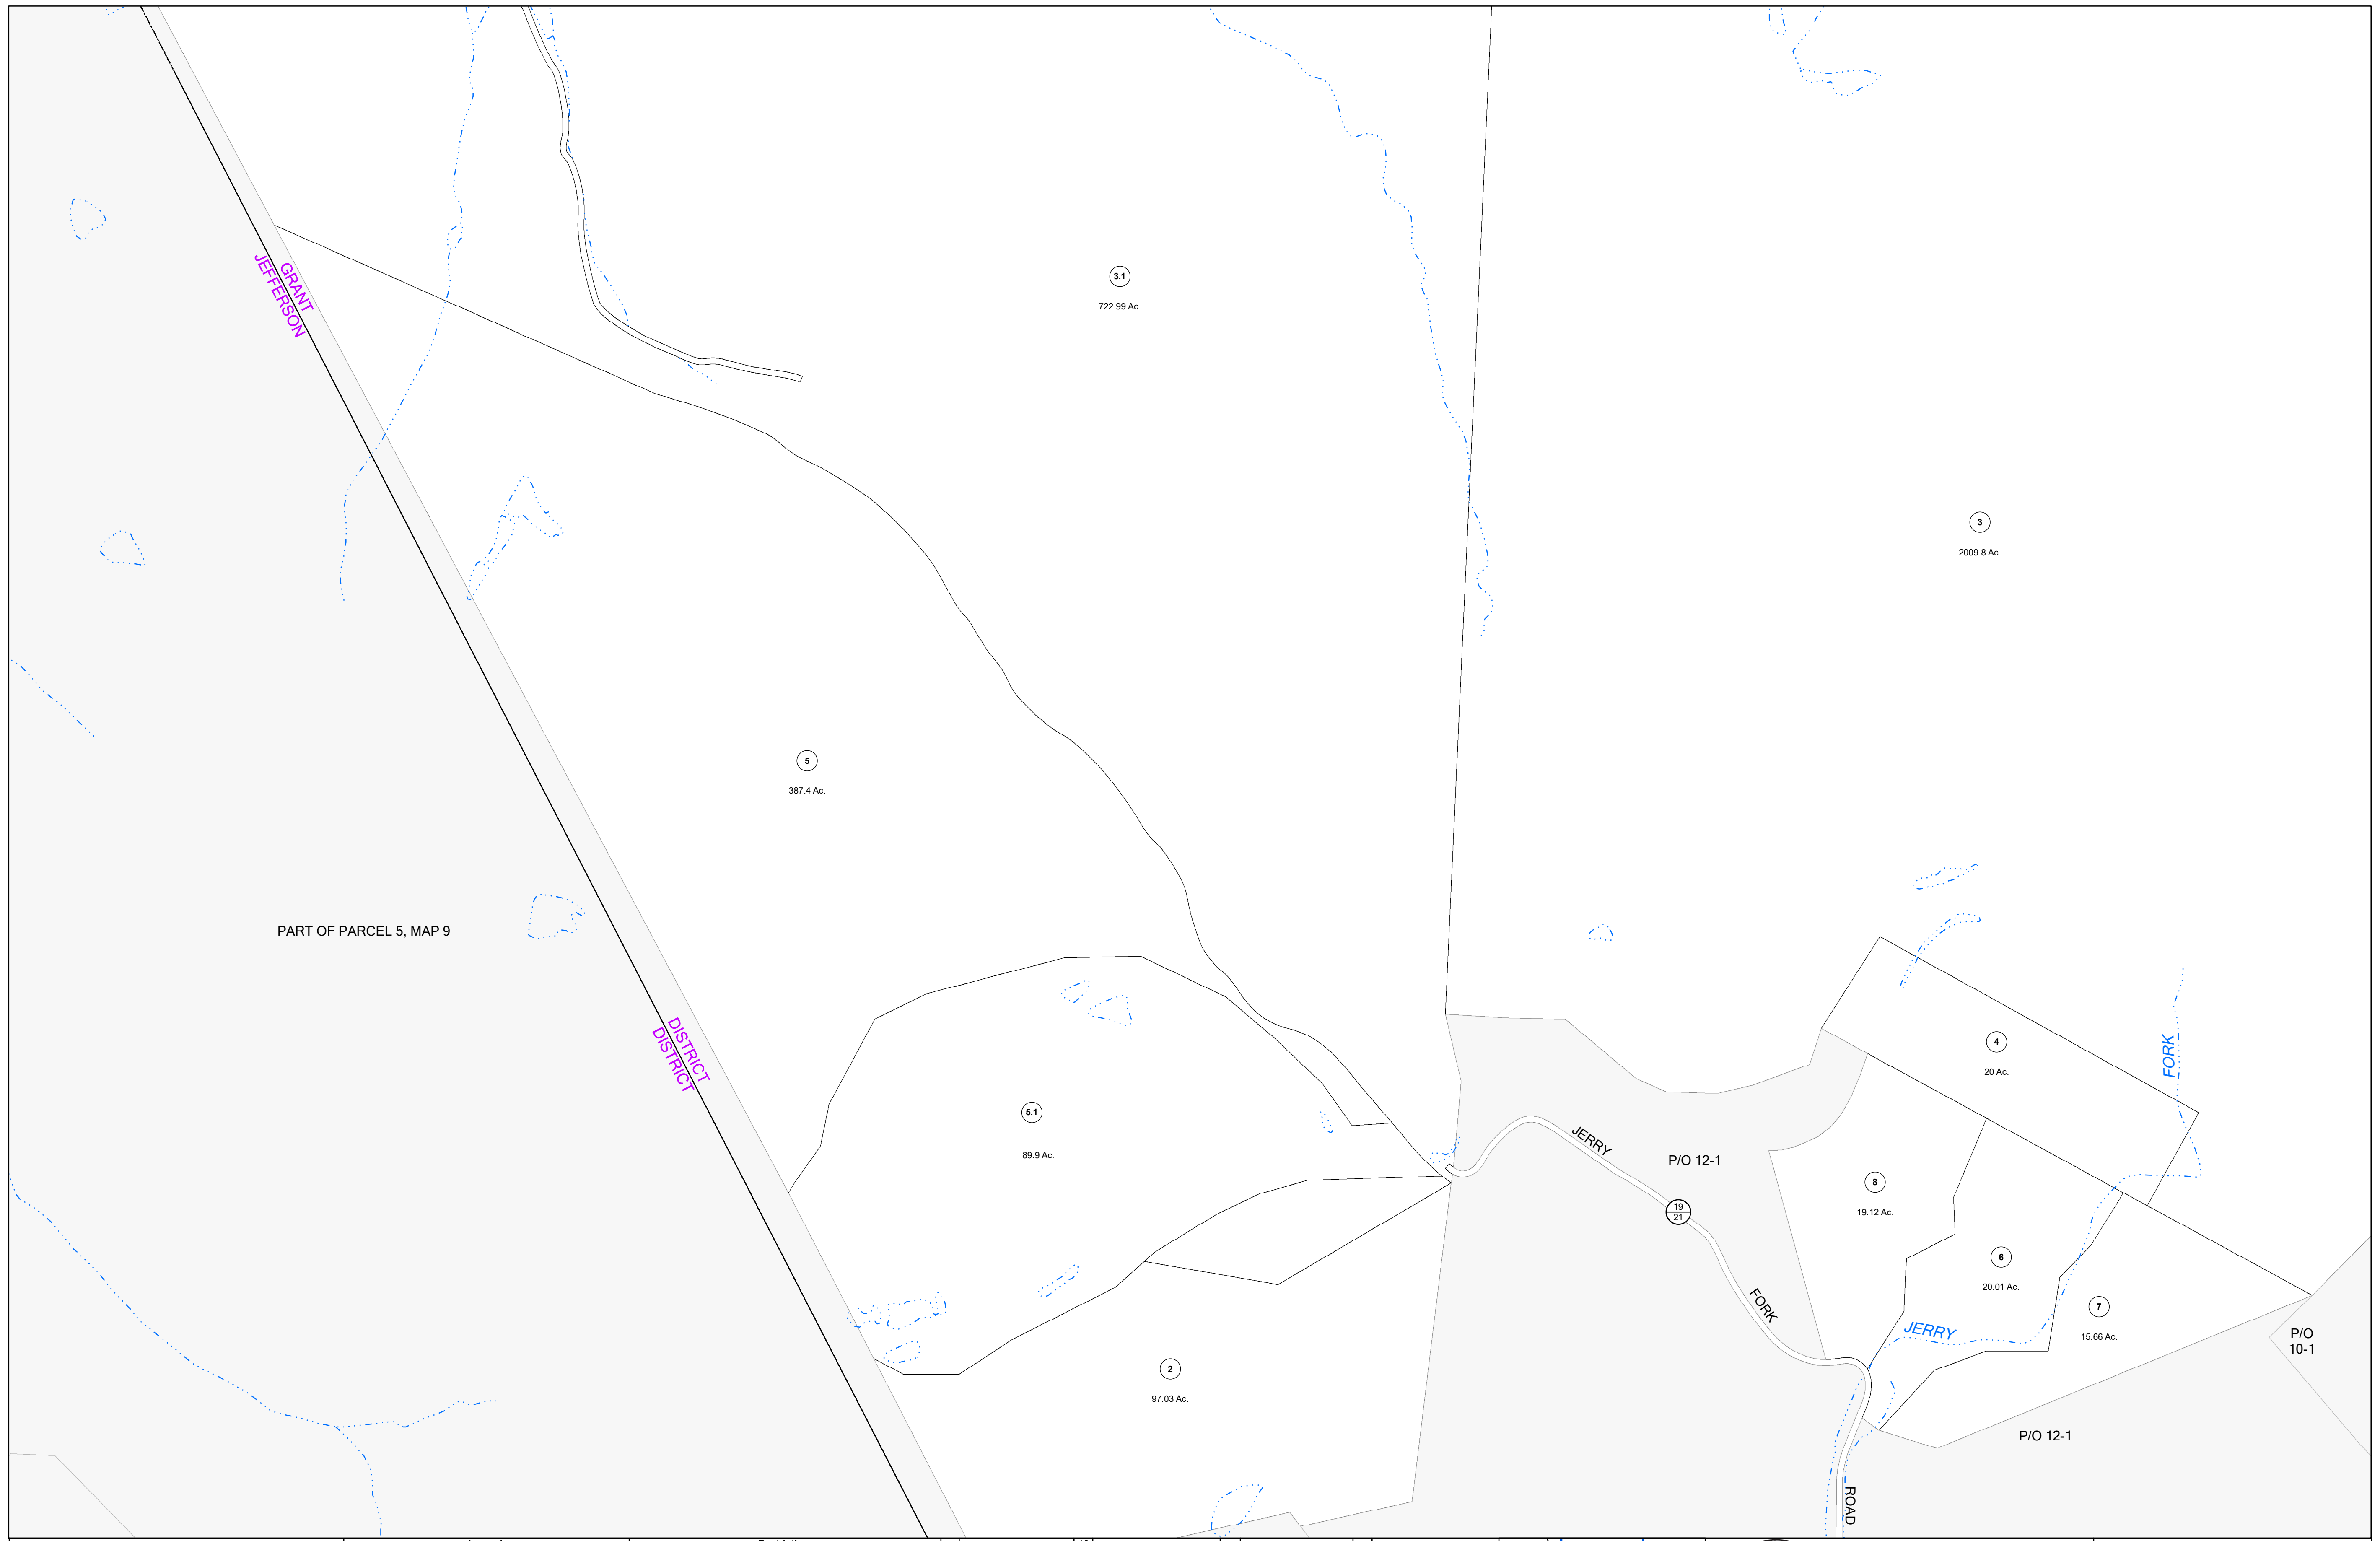 GRANT
JEFFERSON
3.1
722.99 Ac.
3
2009.8 Ac.
5
387.4 Ac.
PART OF PARCEL 5, MAP 9
DISTRICT
DISTRICT
4
20 Ac.
FORK
5.1
89.9 Ac.
JERRY
P/O 12-1
19
21
8
19.12 Ac.
6
20.01 Ac.
FORK
7
15.66 Ac.
JERRY
P/O
10-1
2
97.03 Ac.
P/O 12-1
ROAD